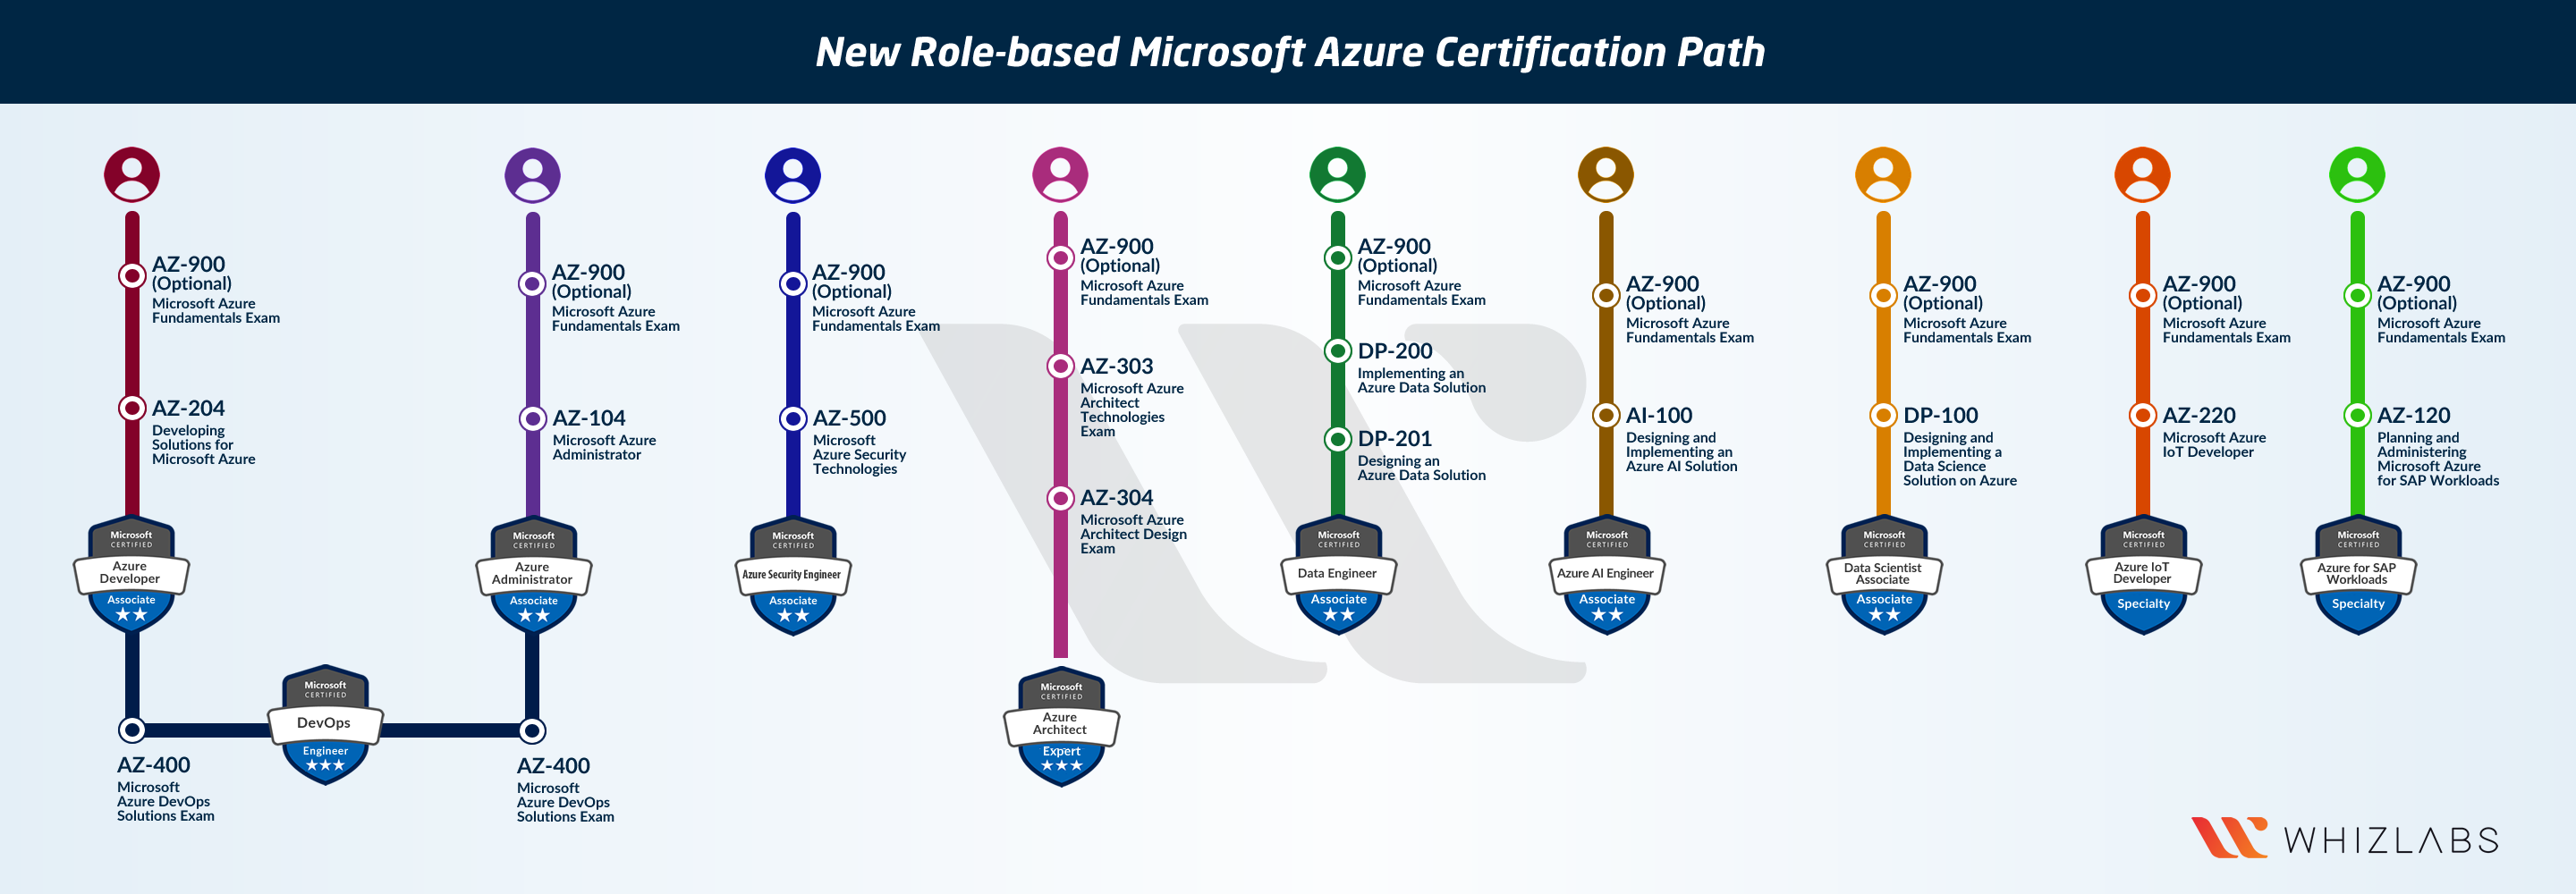 New Role-based Microsoft Azure Certification Path
AZ-900
(Optional)
Microsoft Azure
Fundamentals Exam
AZ-204
Developing
Solutions for
Microsoft Azure
Microsoft
CERTIFIED
Azure
Developer
Associate
AZ-400
Microsoft
Azure DevOps
Solutions Exam
Microsoft
CERTIFIED
DevOps
Engineer
AZ-900
(Optional)
Microsoft Azure
Fundamentals Exam
AZ-104
Microsoft Azure
Administrator
Microsoft
CERTIFIED
Azure
Administrator
Associate
AZ-400
Microsoft
Azure DevOps
Solutions Exam
AZ-900
(Optional)
Microsoft Azure
Fundamentals Exam
AZ-500
Microsoft
Azure Security
Technologies
Microsoft
CERTIFIED
Azure Security Engineer
Associate
AZ-900
(Optional)
Microsoft Azure
Fundamentals Exam
AZ-303
Microsoft Azure
Architect
Technologies
Exam
AZ-304
Microsoft Azure
Architect Design
Exam
Microsoft
CERTIFIED
Azure
Architect
Expert
AZ-900
(Optional)
Microsoft Azure
Fundamentals Exam
DP-200
Implementing an
Azure Data Solution
DP-201
Designing an
Azure Data Solution
Microsoft
CERTIFIED
Data Engineer
Associate
AZ-900
(Optional)
Microsoft Azure
Fundamentals Exam
AI-100
Designing and
Implementing an
Azure AI Solution
Microsoft
CERTIFIED
Azure AI Engineer
Associate
AZ-900
(Optional)
Microsoft Azure
Fundamentals Exam
DP-100
Designing and
Implementing a
Data Science
Solution on Azure
Microsoft
CERTIFIED
Data Scientist
Associate
Associate
AZ-900
(Optional)
Microsoft Azure
Fundamentals Exam
AZ-220
Microsoft Azure
IoT Developer
Microsoft
CERTIFIED
Azure IoT
Developer
Specialty
AZ-900
(Optional)
Microsoft Azure
Fundamentals Exam
AZ-120
Planning and
Administering
Microsoft Azure
for SAP Workloads
Microsoft
CERTIFIED
Azure for SAP
Workloads
Specialty
WHIZLABS